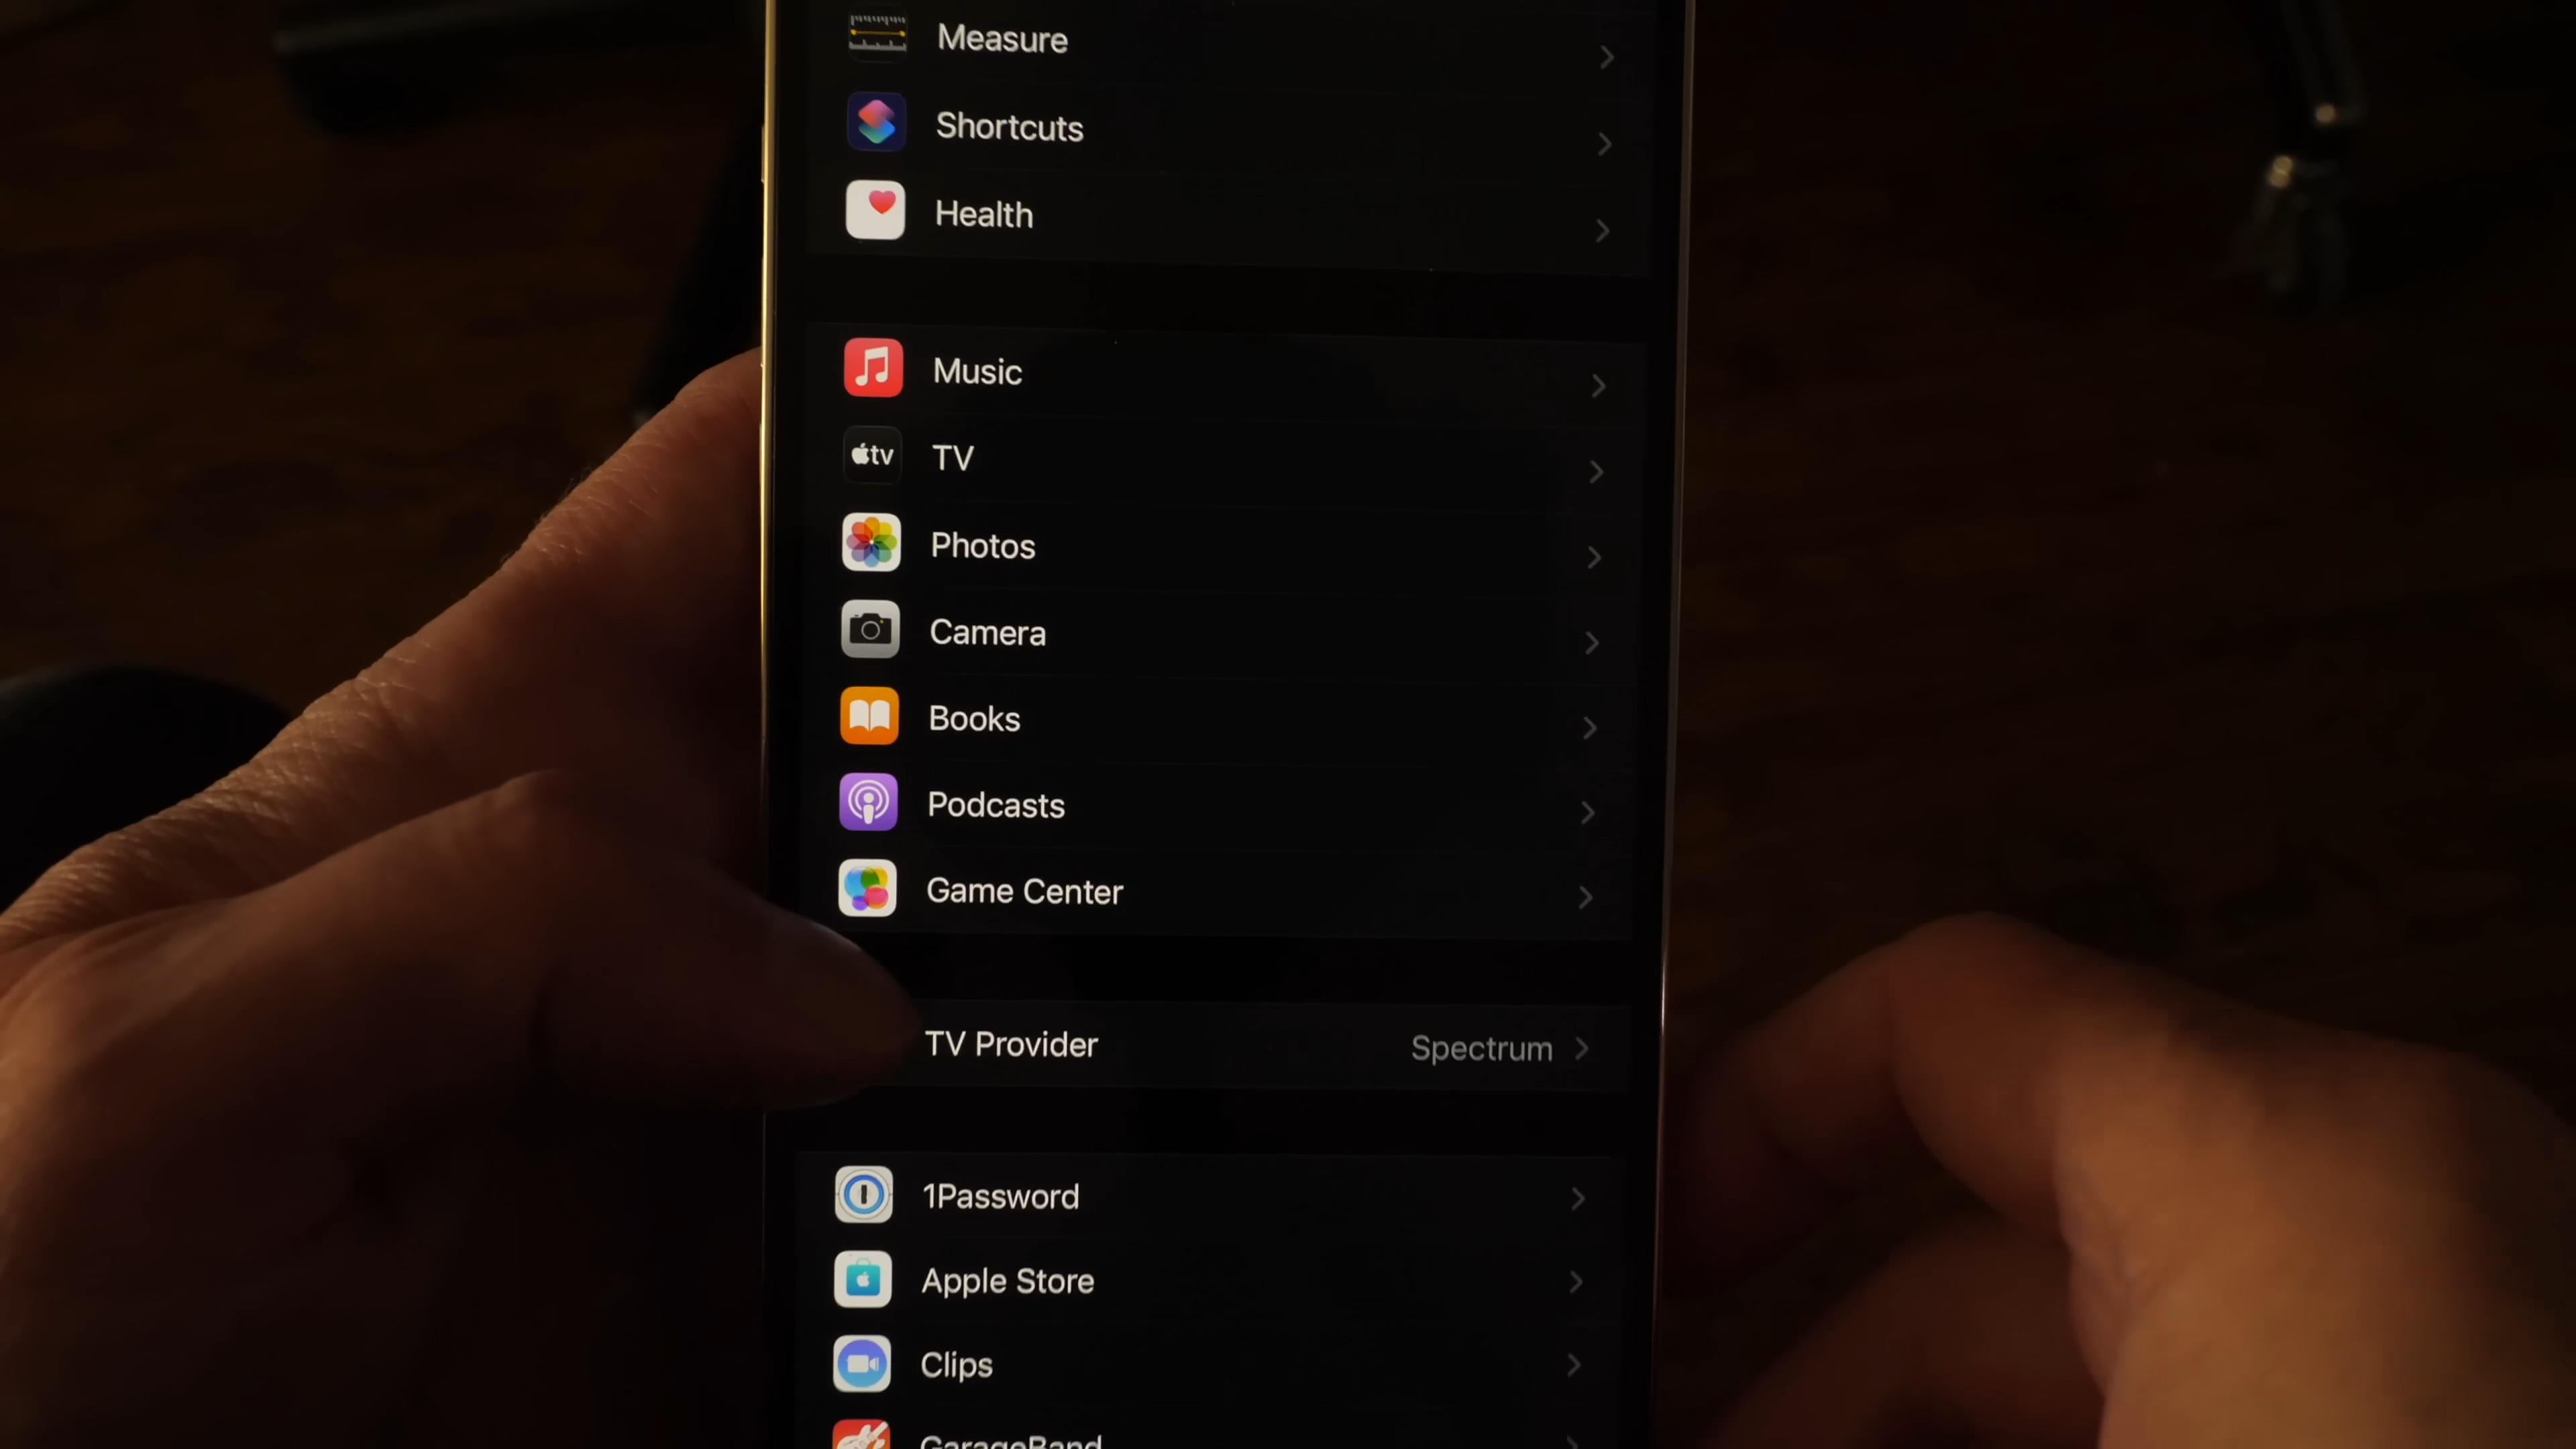 Measure
Shortcuts
Health
Music
tv TV
Photos
Camera
Books
Podcasts
Game Center
TV Provider Spectrum
1Password
Apple Store
Clips
GarageBand